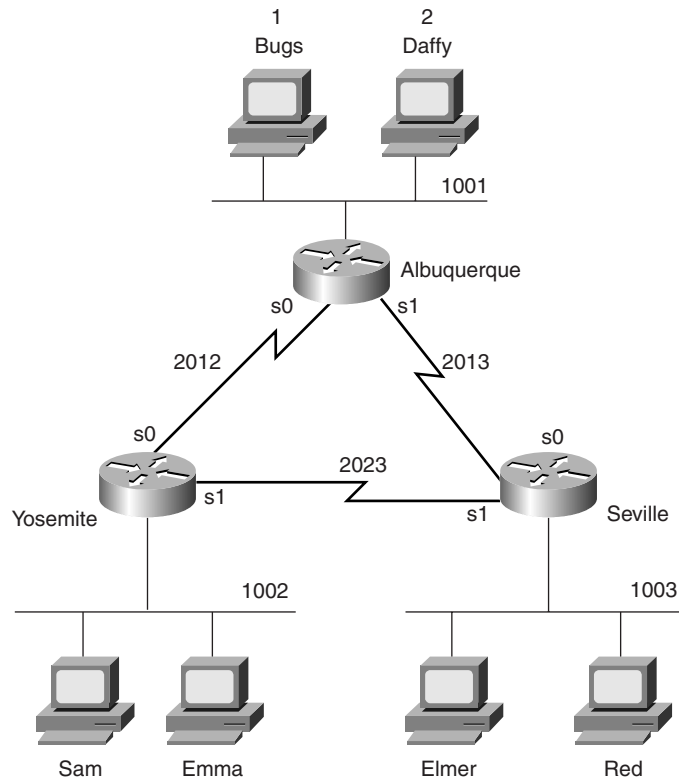 1 2
Bugs Daffy
1001
Albuquerque
s0 s1
2012 2013
s0 s0
2023
s1 s1
Yosemite Seville
1002 1003
Sam Emma Elmer Red